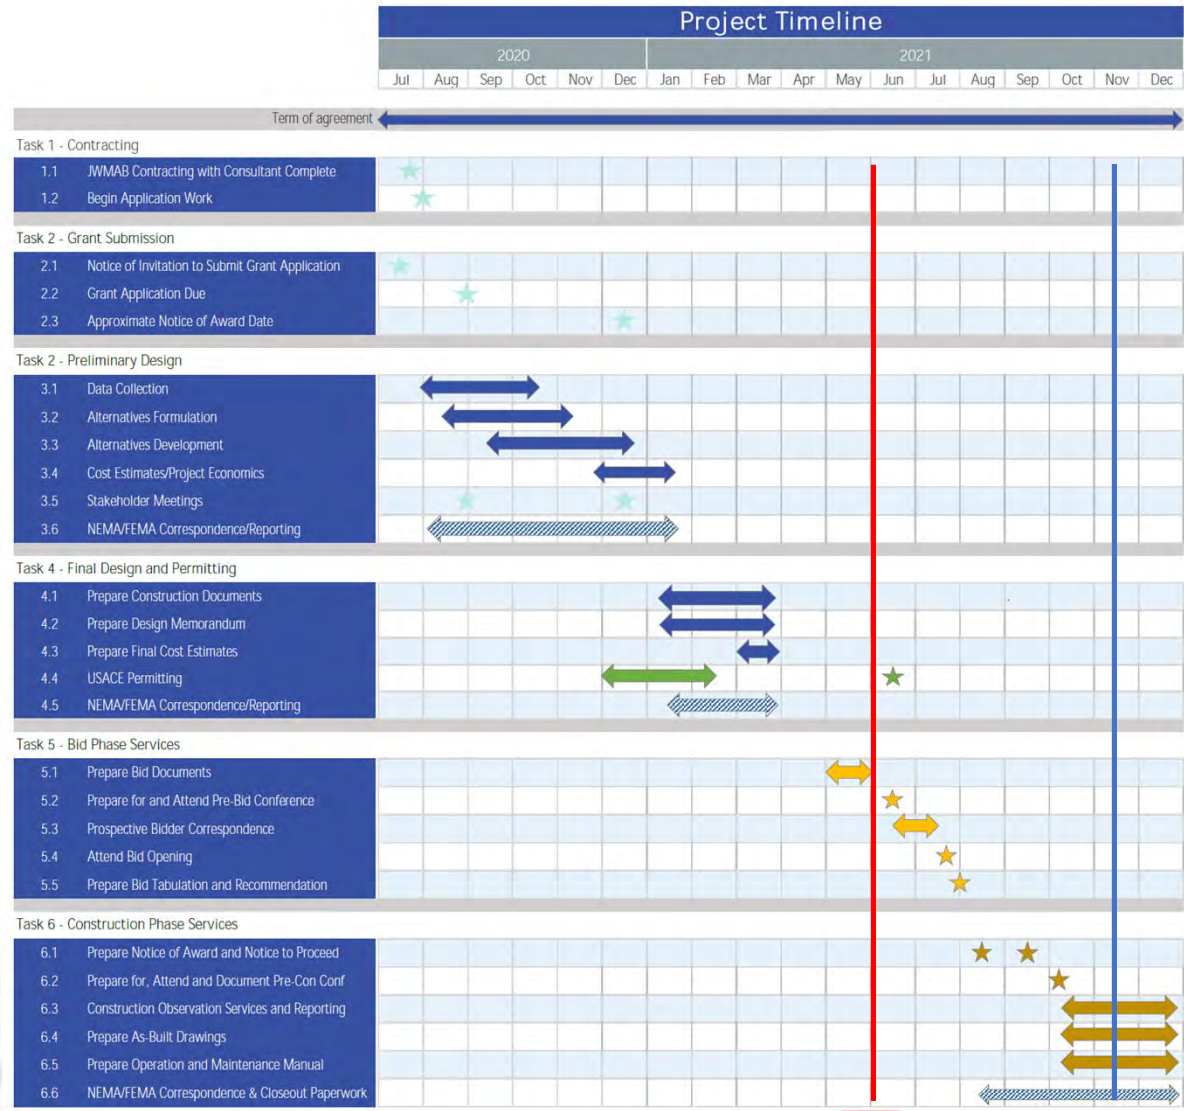 Project Timeline
2020 2021
Jul Aug Sep Oct Nov Dec Jan Feb Mar Apr May Jun Jul Aug Sep Oct Nov Dec
Term of agreement
Task 1 - Contracting
1.1 JWMAB Contracting with Consultant Complete
1.2 Begin Application Work
Task 2 - Grant Submission
2.1 Notice of Invitation to Submit Grant Application
2.2 Grant Application Due
2.3 Approximate Notice of Award Date
Task 2 - Preliminary Design
3.1 Data Collection
3.2 Alternatives Formulation
3.3 Alternatives Development
3.4 Cost Estimates/Project Economics
3.5 Stakeholder Meetings
3.6 NEMA/FEMA Correspondence/Reporting
Task 4 - Final Design and Permitting
4.1 Prepare Construction Documents
4.2 Prepare Design Memorandum
4.3 Prepare Final Cost Estimates
4.4 USACE Permitting
4.5 NEMA/FEMA Correspondence/Reporting
Task 5 - Bid Phase Services
5.1 Prepare Bid Documents
5.2 Prepare for and Attend Pre-Bid Conference
5.3 Prospective Bidder Correspondence
5.4 Attend Bid Opening
5.5 Prepare Bid Tabulation and Recommendation
Task 6 - Construction Phase Services
6.1 Prepare Notice of Award and Notice to Proceed
6.2 Prepare for, Attend and Document Pre-Con Conf
6.3 Construction Observation Services and Reporting
6.4 Prepare As-Built Drawings
6.5 Prepare Operation and Maintenance Manual
6.6 NEMA/FEMA Correspondence & Closeout Paperwork